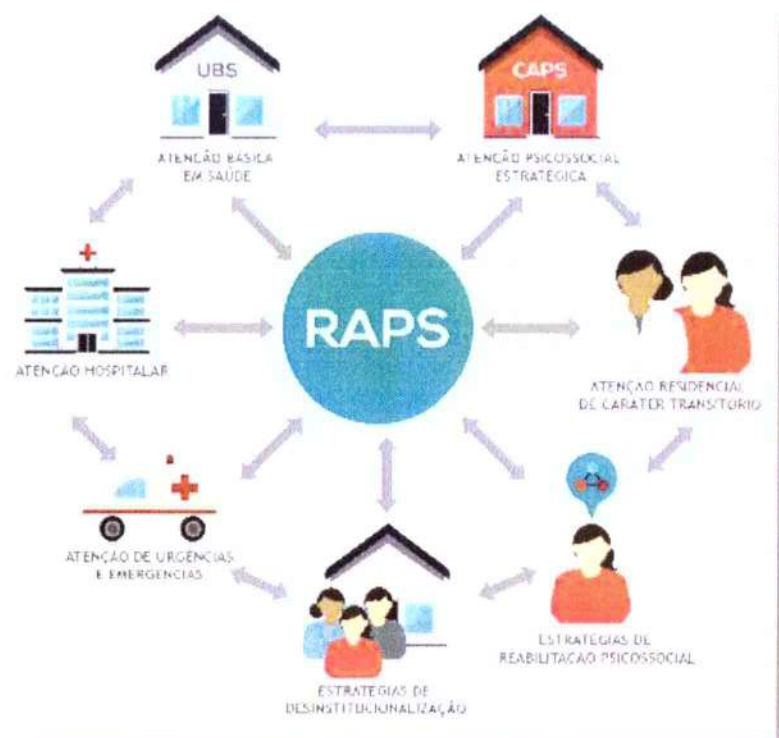 UBS
ATENÇÃO BÁSICA
EM SAÚDE
CAPS
ATENÇÃO PSICOSSOCIAL
ESTRATÉGICA
ATENÇÃO HOSPITALAR
RAPS
ATENÇÃO RESIDENCIAL
DE CARÁTER TRANSITÓRIO
ATENÇÃO DE URGÊNCIAS
E EMERGÊNCIAS
ESTRATÉGIAS DE
REABILITAÇÃO PSICOSSOCIAL
ESTRATÉGIAS DE
DESINSTITUCIONALIZAÇÃO